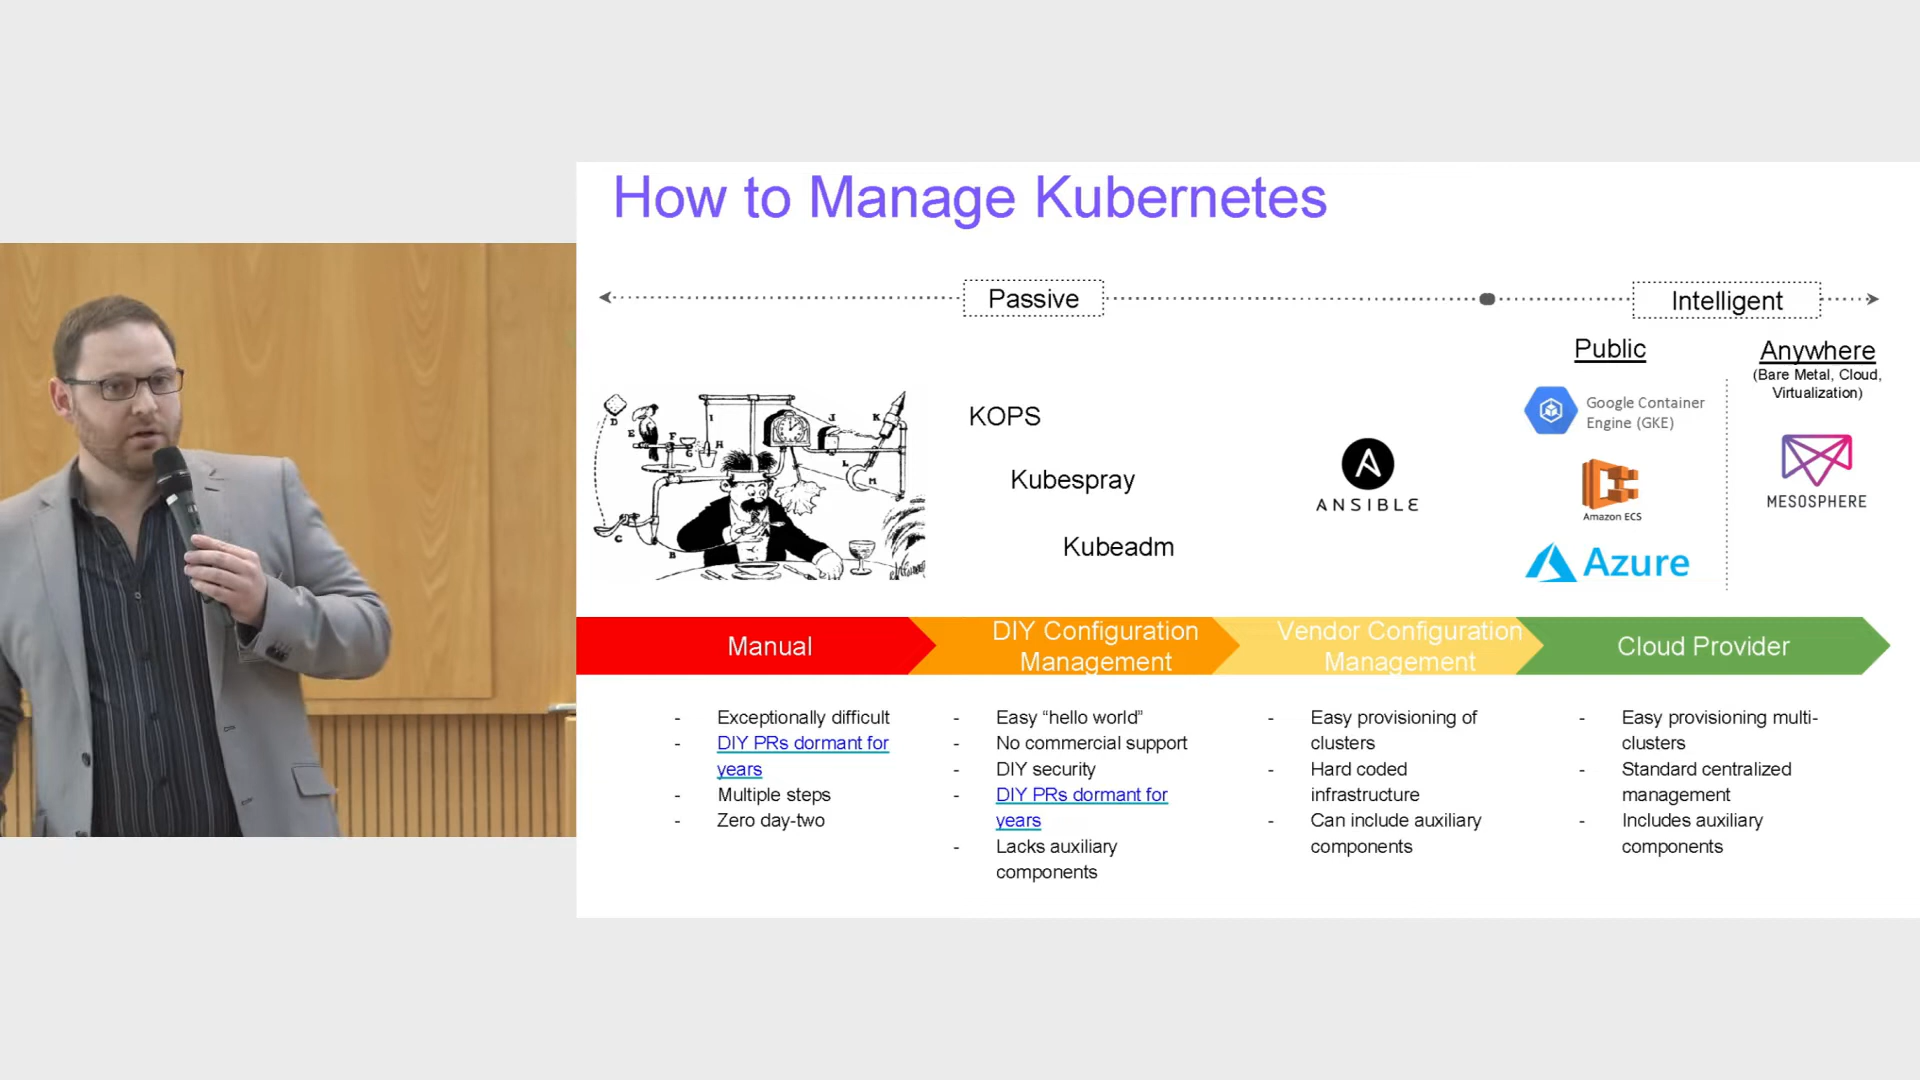 How to Manage Kubernetes
Passive
Intelligent
Public
Anywhere
(Bare Metal, Cloud,
Virtualization)
Google Container
Engine (GKE)
Amazon ECS
Azure
MESOSPHERE
KOPS
Kubespray
Kubeadm
A
ANSIBLE
D
E
F
G
H
I
J
K
L
M
C
B
A
Manual
DIY Configuration
Management
Vendor Configuration
Management
Cloud Provider
- Exceptionally difficult
- DIY PRs dormant for
years
- Multiple steps
- Zero day-two
- Easy “hello world”
- No commercial support
- DIY security
- DIY PRs dormant for
years
- Lacks auxiliary
components
- Easy provisioning of
clusters
- Hard coded
infrastructure
- Can include auxiliary
components
- Easy provisioning multi-
clusters
- Standard centralized
management
- Includes auxiliary
components